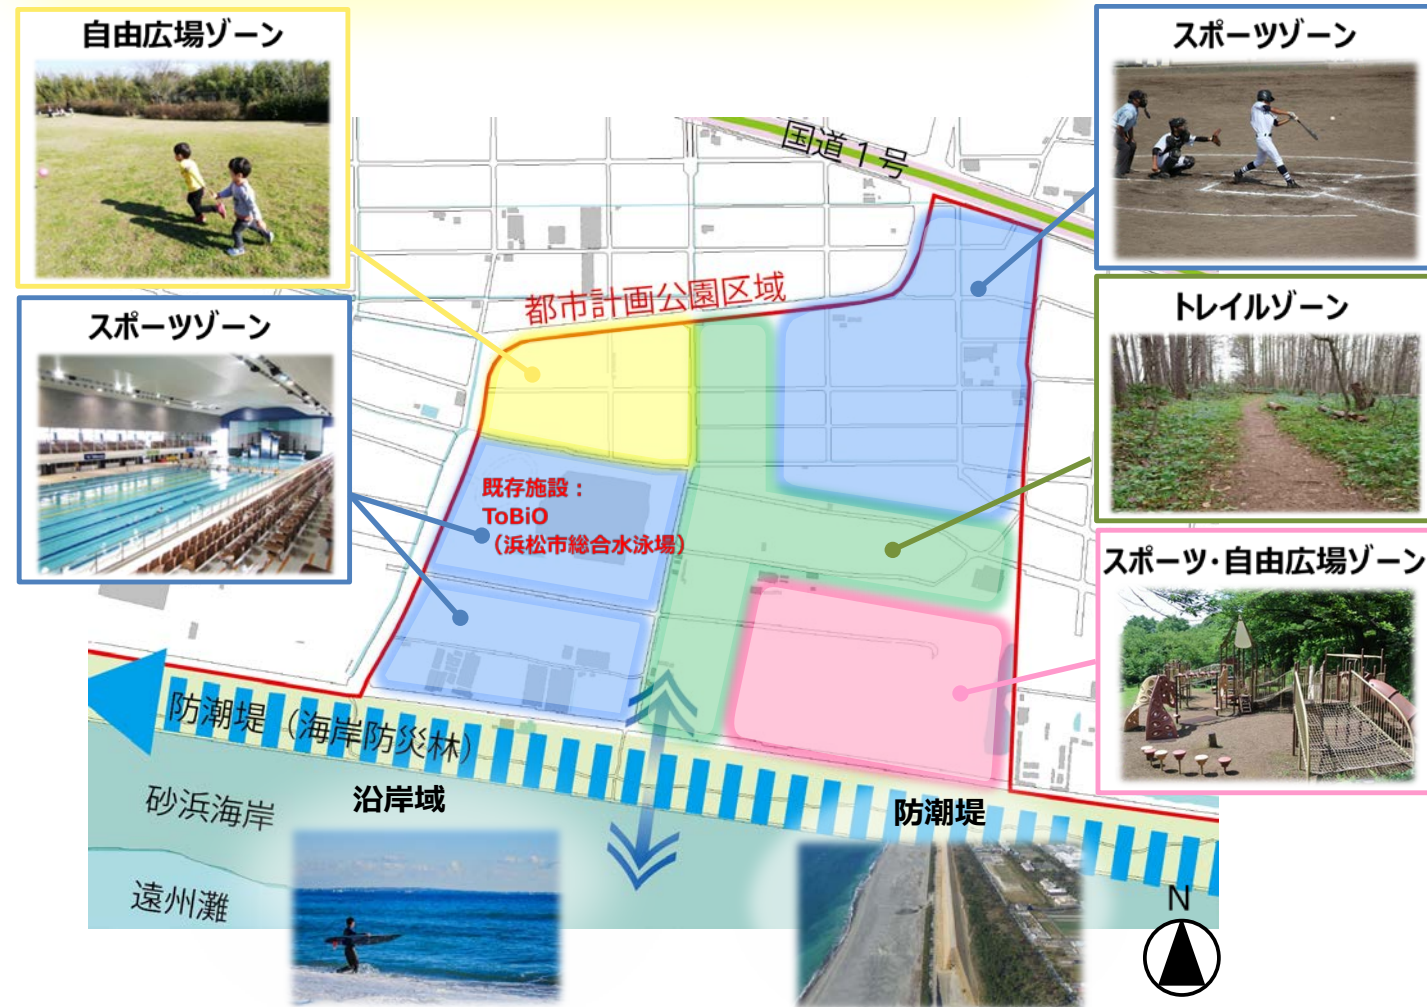 自由広場ゾーン
スポーツゾーン
国道1号
都市計画公園区域
スポーツゾーン
トレイルゾーン
既存施設：
ToBiO
（浜松市総合水泳場）
スポーツ・自由広場ゾーン
防潮堤（海岸防災林）
砂浜海岸
沿岸域
防潮堤
遠州灘
N